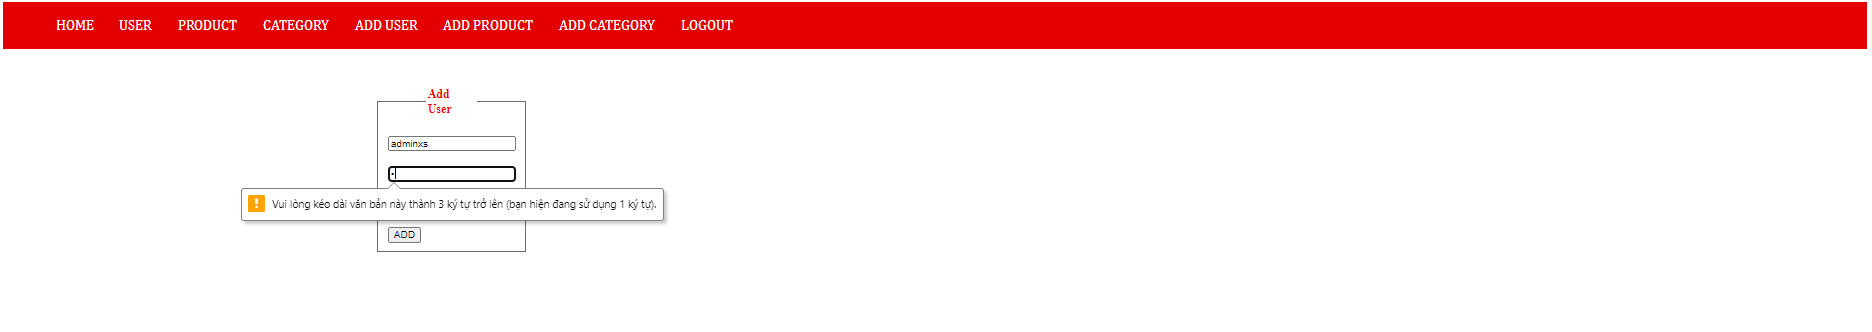 HOME USER PRODUCT CATEGORY ADD USER ADD PRODUCT ADD CATEGORY LOGOUT
Add
User
adminxs
Vui lòng kéo dài văn bản này thành 3 ký tự trở lên (bạn hiện đang sử dụng 1 ký tự).
ADD